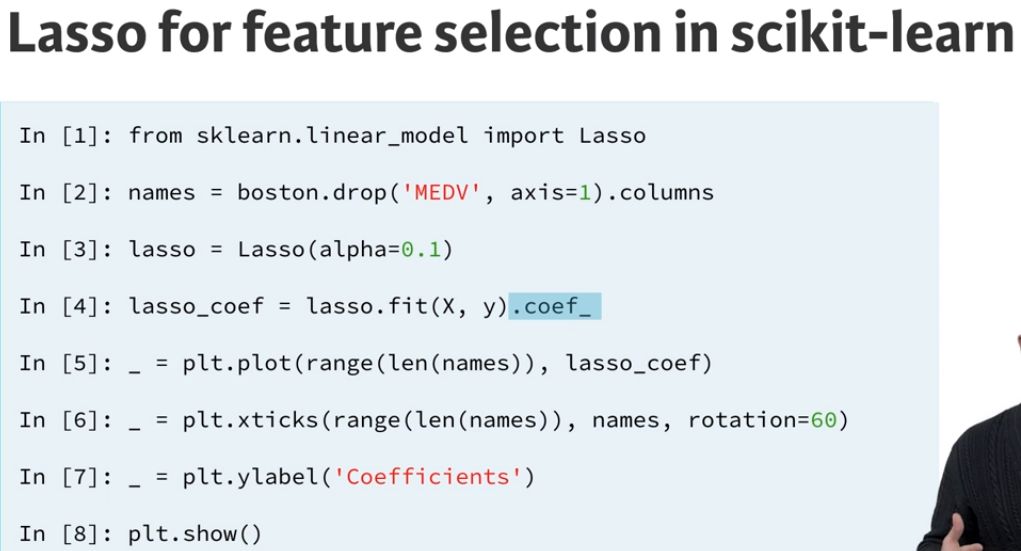 Lasso for feature selection in scikit-learn
In [1]: from sklearn.linear_model import Lasso
In [2]: names = boston.drop('MEDV', axis=1).columns
In [3]: lasso = Lasso(alpha=0.1)
In [4]: lasso_coef = lasso.fit(X, y).coef_
In [5]: _ = plt.plot(range(len(names)), lasso_coef)
In [6]: _ = plt.xticks(range(len(names)), names, rotation=60)
In [7]: _ = plt.ylabel('Coefficients')
In [8]: plt.show()